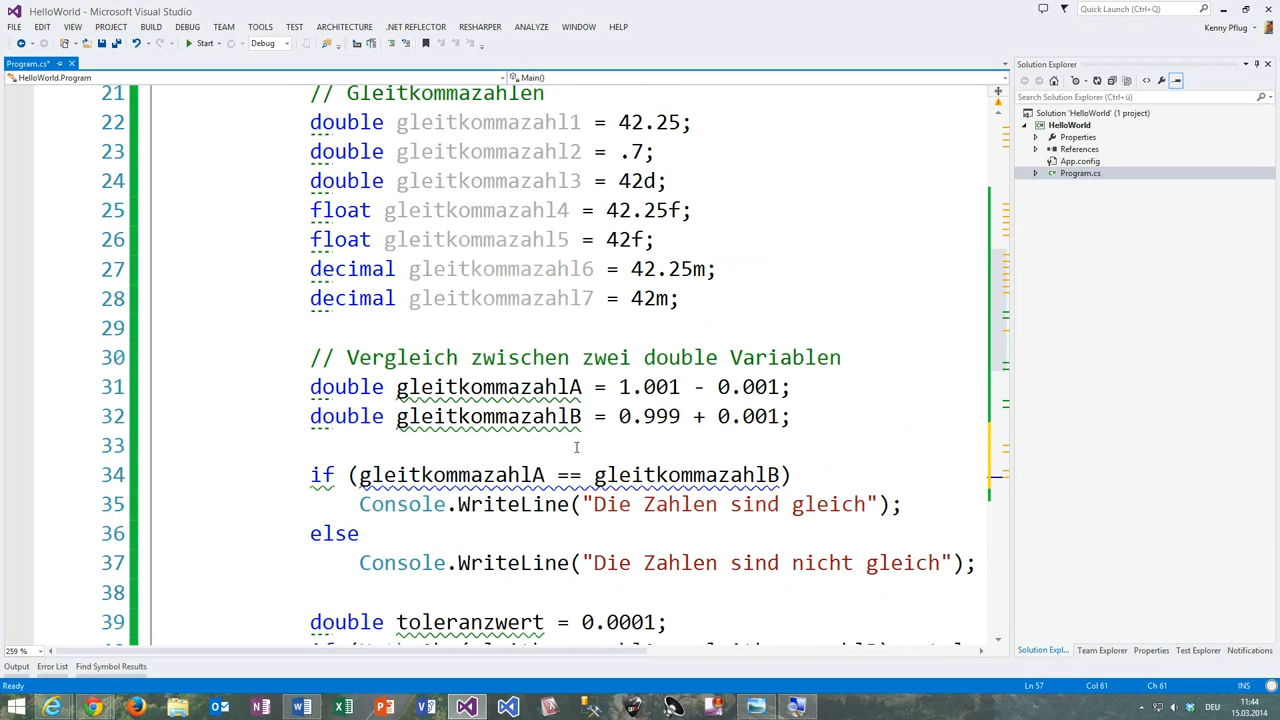 HelloWorld - Microsoft Visual Studio
Quick Launch (Ctrl+Q)
FILE EDIT VIEW PROJECT BUILD DEBUG TEAM TOOLS TEST ARCHITECTURE .NET REFLECTOR RESHARPER ANALYZE WINDOW HELP
Kenny Pflug
Start Debug
Program.cs*
HelloWorld.Program
Main()
21 // Gleitkommazahlen
22 double gleitkommazahl1 = 42.25;
23 double gleitkommazahl2 = .7;
24 double gleitkommazahl3 = 42d;
25 float gleitkommazahl4 = 42.25f;
26 float gleitkommazahl5 = 42f;
27 decimal gleitkommazahl6 = 42.25m;
28 decimal gleitkommazahl7 = 42m;
29
30 // Vergleich zwischen zwei double Variablen
31 double gleitkommazahlA = 1.001 - 0.001;
32 double gleitkommazahlB = 0.999 + 0.001;
33
34 if (gleitkommazahlA == gleitkommazahlB)
35 Console.WriteLine("Die Zahlen sind gleich");
36 else
37 Console.WriteLine("Die Zahlen sind nicht gleich");
38
39 double toleranzwert = 0.0001;
259 %
Solution Explorer
Search Solution Explorer (Ctrl+ü)
Solution 'HelloWorld' (1 project)
HelloWorld
Properties
References
App.config
Program.cs
Solution Expl... Team Explorer Properties Test Explorer Notifications
Output Error List Find Symbol Results
Ready
Ln 57 Col 61 Ch 61 INS
DEU
11:44
15.03.2014